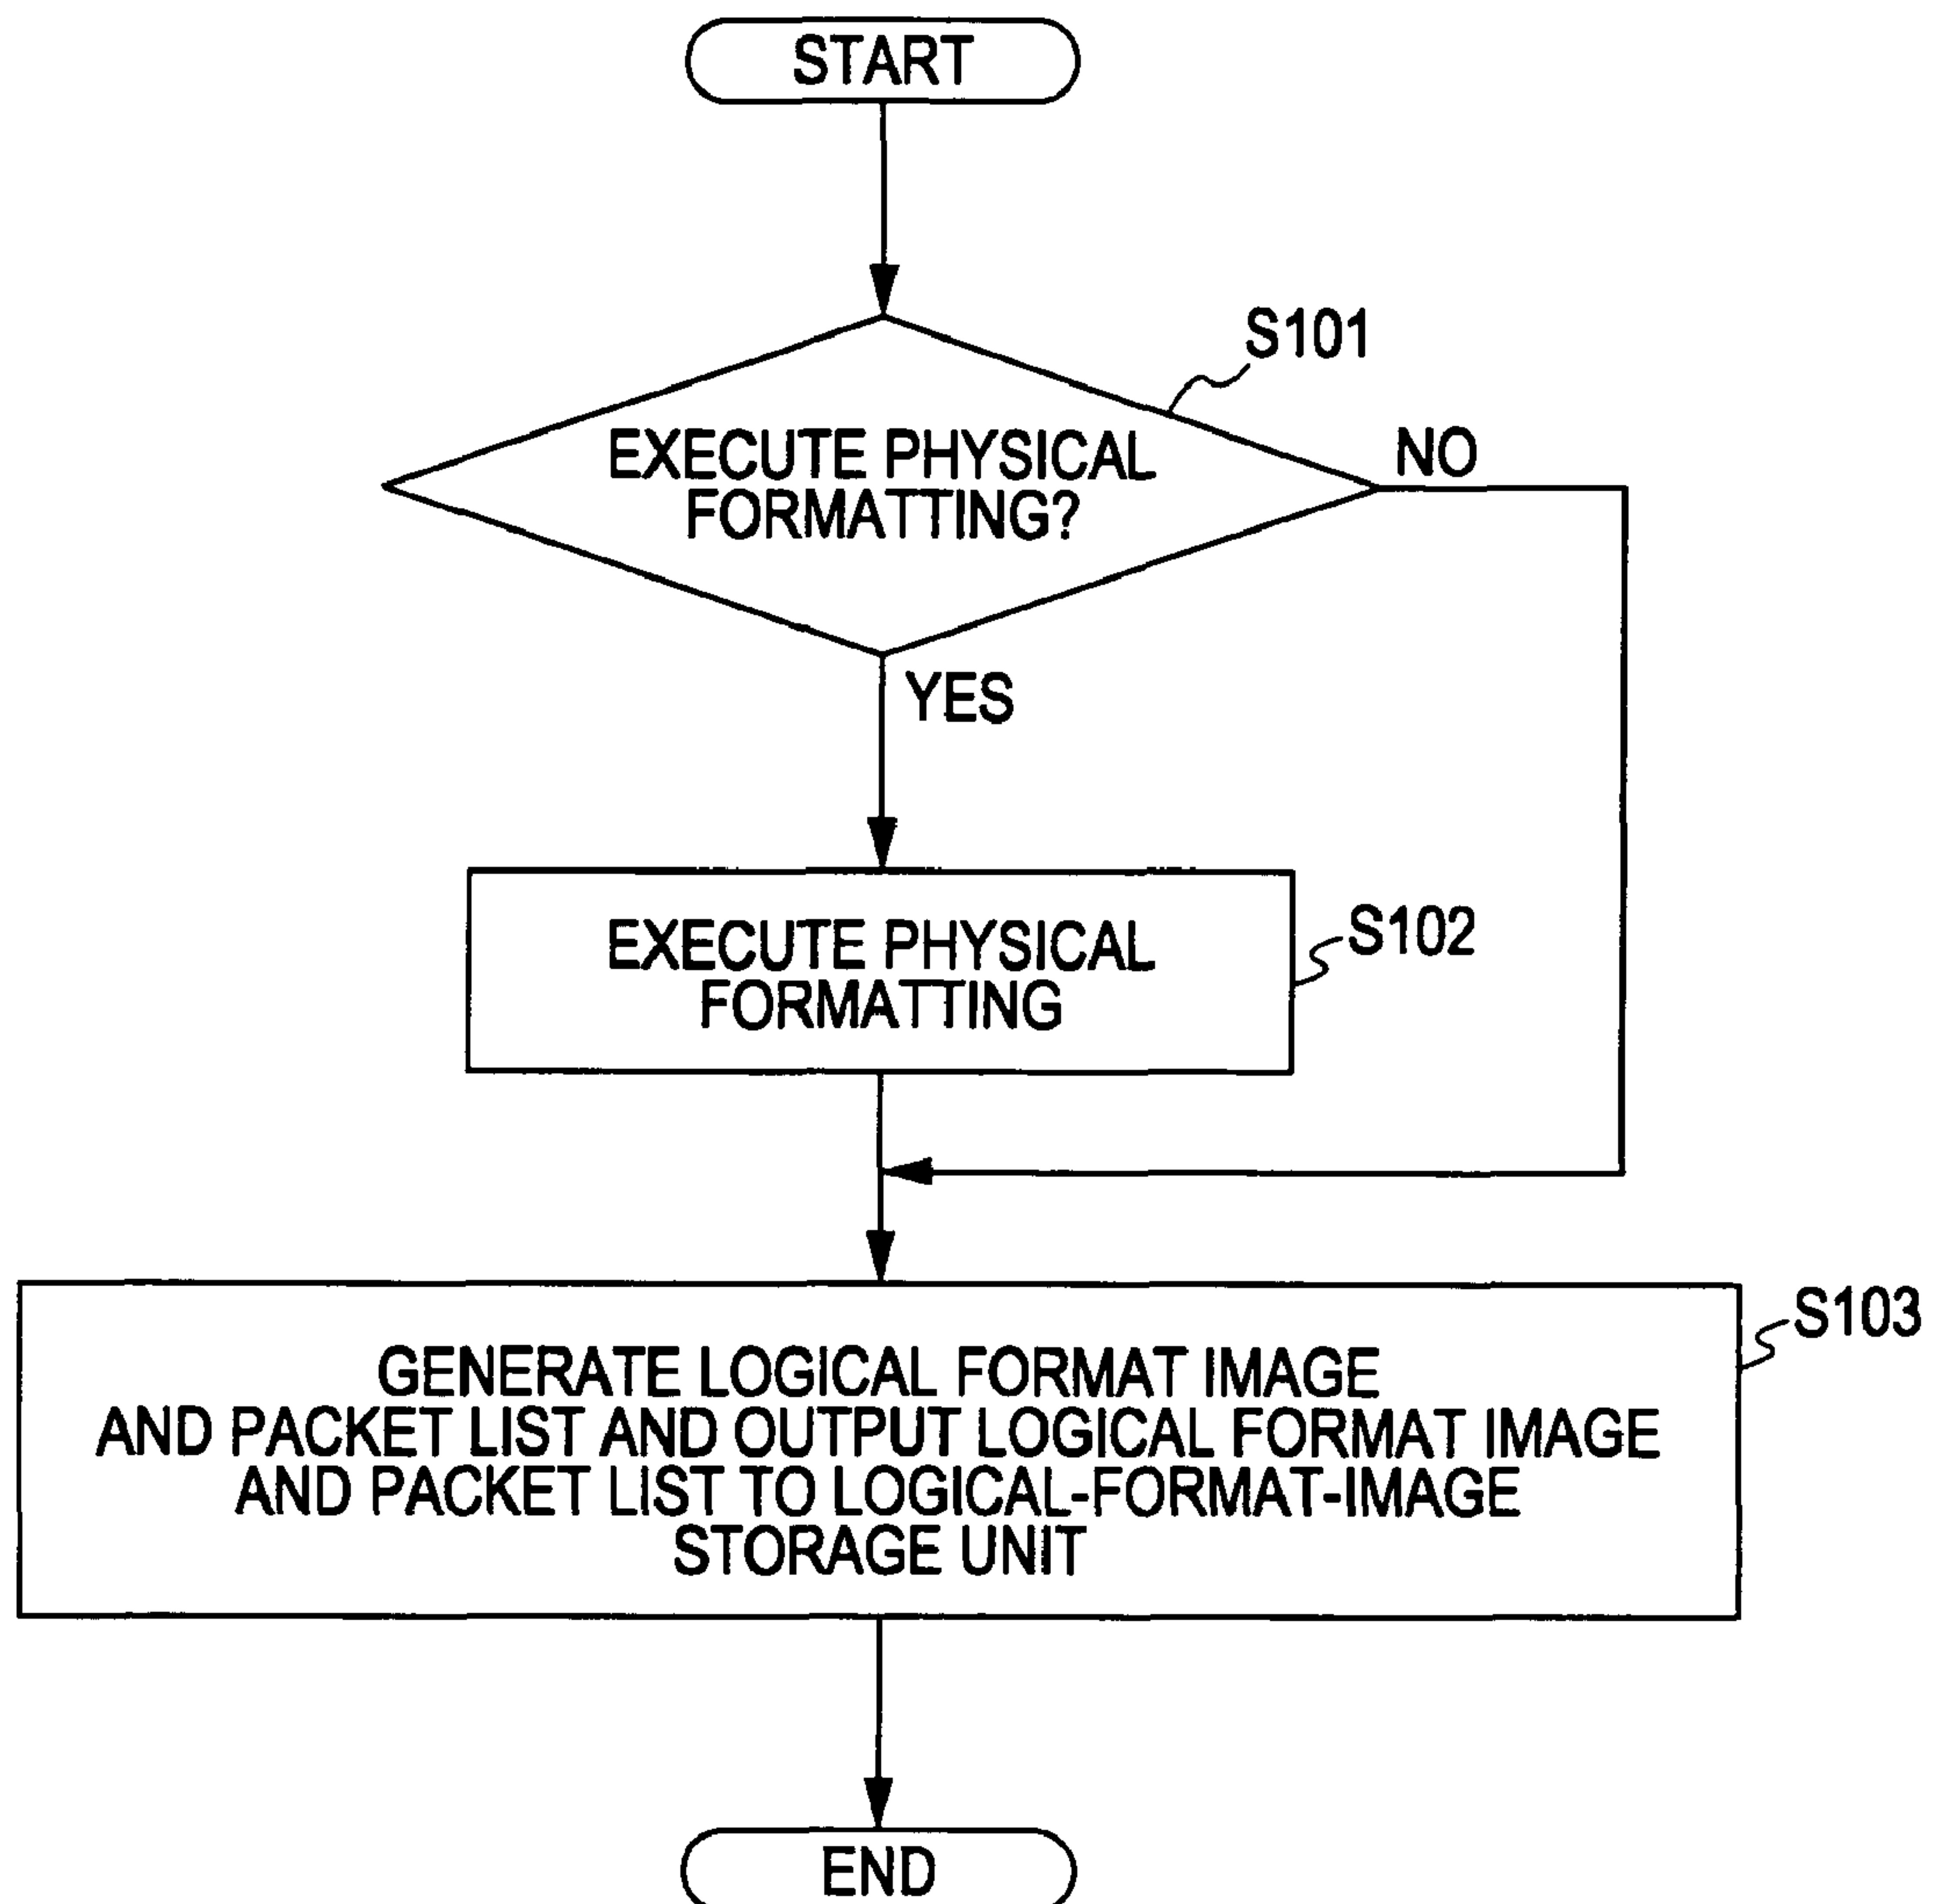 START
S101
EXECUTE PHYSICAL
FORMATTING?
NO
YES
EXECUTE PHYSICAL
FORMATTING
S102
S103
GENERATE LOGICAL FORMAT IMAGE
AND PACKET LIST AND OUTPUT LOGICAL FORMAT IMAGE
AND PACKET LIST TO LOGICAL-FORMAT-IMAGE
STORAGE UNIT
END